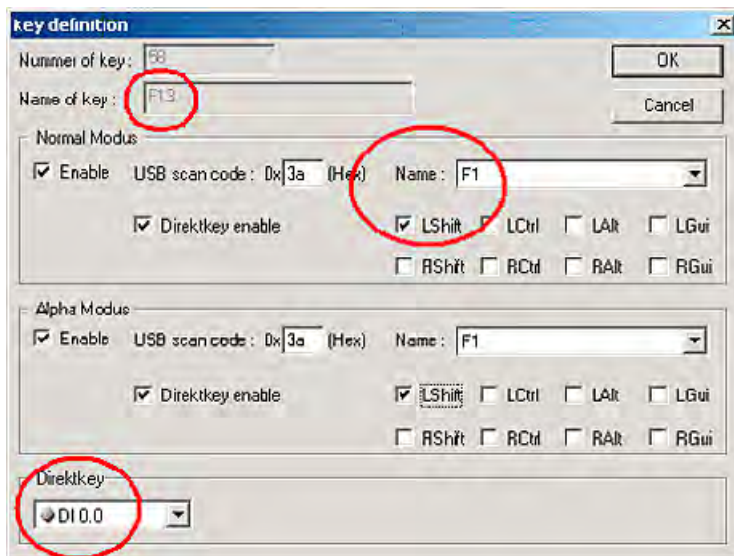 key definition
Nummer of key : 58
OK
Name of key : F13
Cancel
Normal Modus
Enable USB scan code : 0x 3a (Hex) Name : F1
Direktkey enable LShift LCtrl LAlt LGui
RShift RCtrl RAlt RGui
Alpha Modus
Enable USB scan code : 0x 3a (Hex) Name : F1
Direktkey enable LShift LCtrl LAlt LGui
RShift RCtrl RAlt RGui
Direktkey
DI 0.0